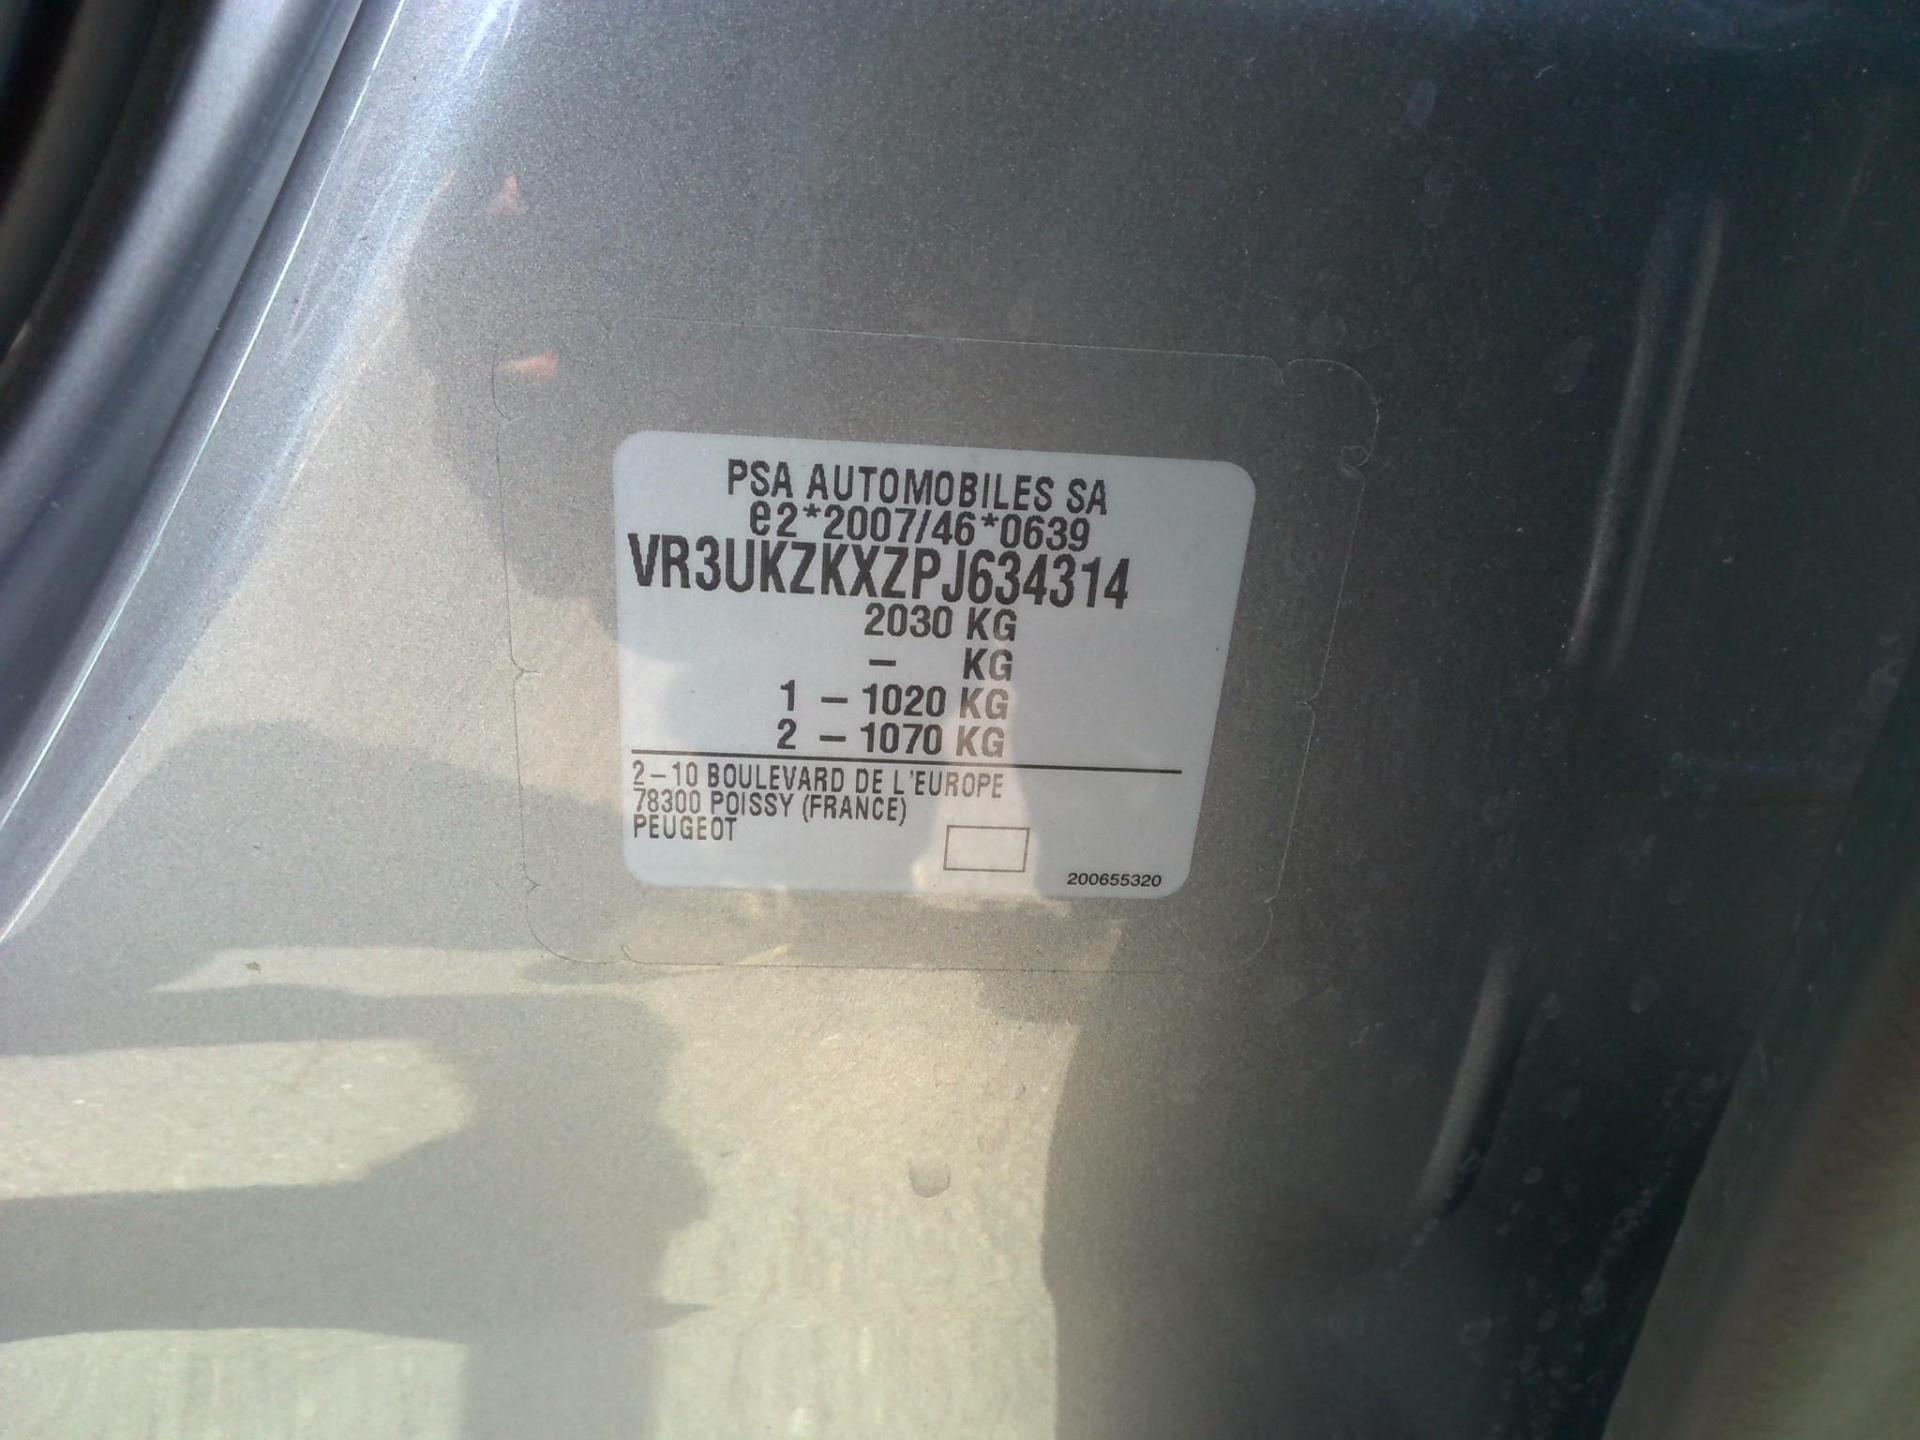 PSA AUTOMOBILES SA
e2*2007/46*0639
VR3UKZKXZPJ634314
2030 KG
– KG
1 – 1020 KG
2 – 1070 KG
2–10 BOULEVARD DE L'EUROPE
78300 POISSY (FRANCE)
PEUGEOT
200655320